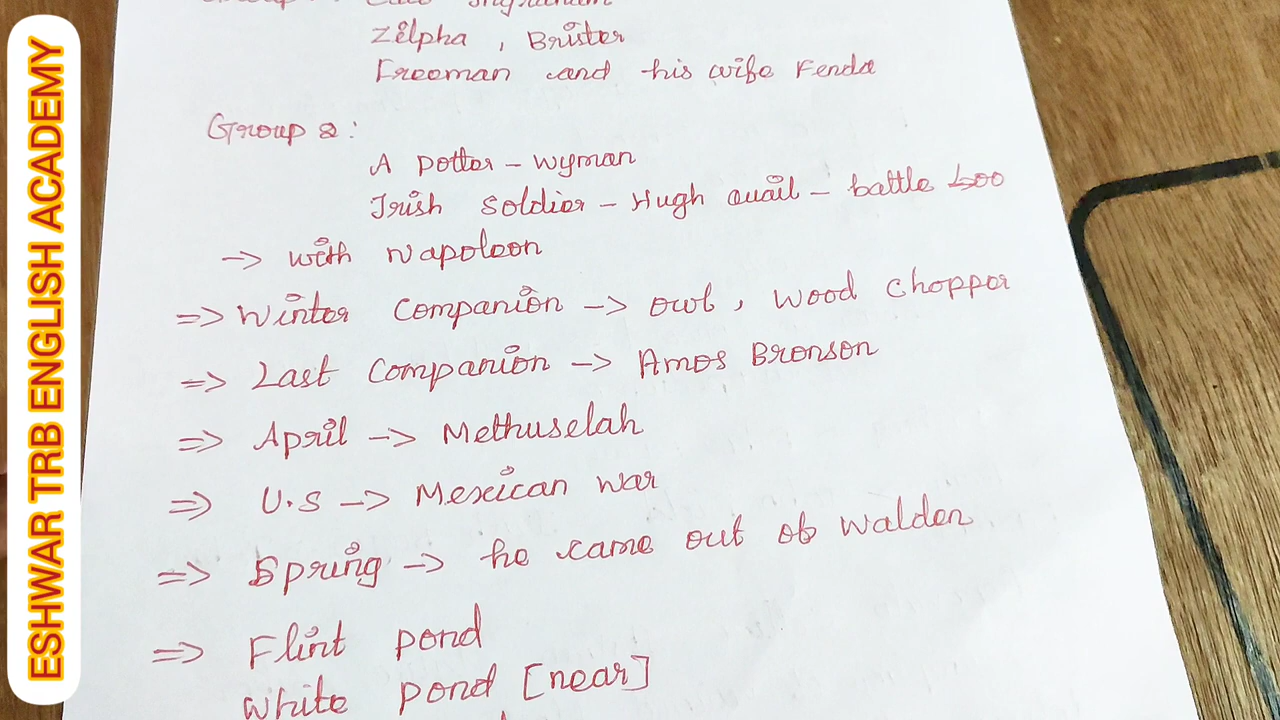 ESHWAR TRB ENGLISH ACADEMY
Zilpha , Brister
Freeman and his wife Fenda
Group 2 :
A potter - wyman
Irish soldier - Hugh quail - battle Loo
-> with Napoleon
=> Winter Companion -> owl , wood chopper
=> Last Companion -> Amos Bronson
=> April -> Methuselah
=> U.S -> Mexican war
=> Spring -> he came out of walden
=> Flint pond
white pond [near]